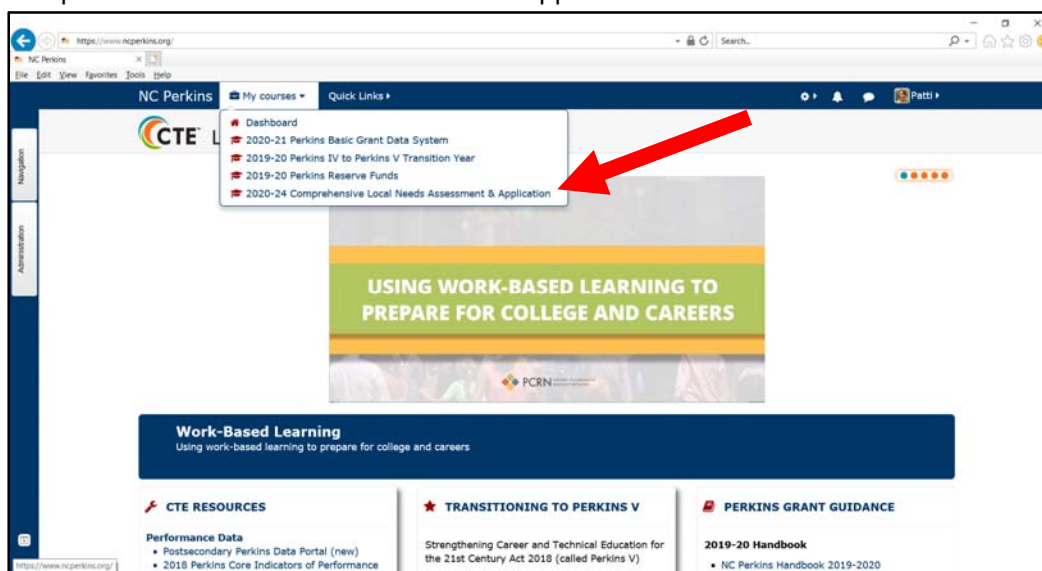 https://www.ncperkins.org/
Search...
NC Perkins
File Edit View Favorites Tools Help
NC Perkins My courses Quick Links Patti
CTE L
Dashboard
2020-21 Perkins Basic Grant Data System
2019-20 Perkins IV to Perkins V Transition Year
2019-20 Perkins Reserve Funds
2020-24 Comprehensive Local Needs Assessment & Application
Navigation
Administration
USING WORK-BASED LEARNING TO
PREPARE FOR COLLEGE AND CAREERS
PCRN
Work-Based Learning
Using work-based learning to prepare for college and careers
CTE RESOURCES
Performance Data
• Postsecondary Perkins Data Portal (new)
• 2018 Perkins Core Indicators of Performance
TRANSITIONING TO PERKINS V
Strengthening Career and Technical Education for
the 21st Century Act 2018 (called Perkins V)
PERKINS GRANT GUIDANCE
2019-20 Handbook
• NC Perkins Handbook 2019-2020
https://www.ncperkins.org/